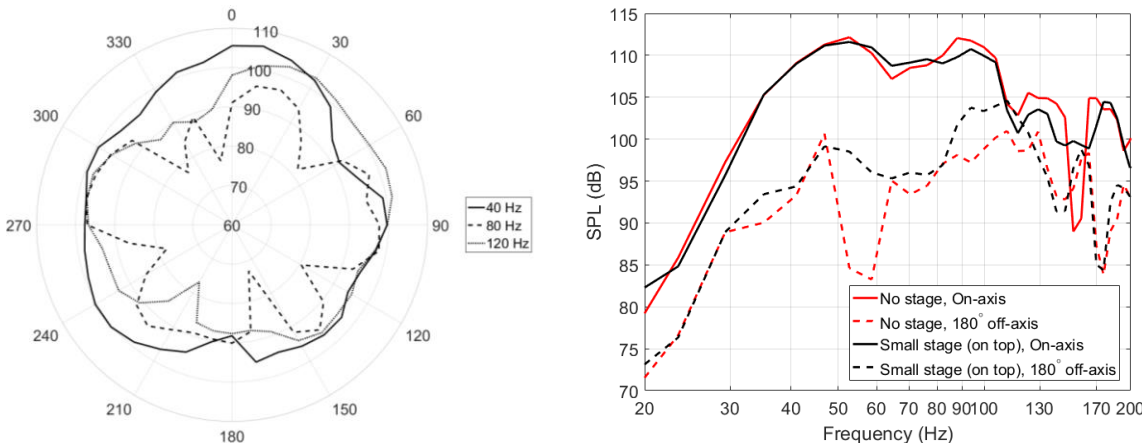 0
30
60
90
120
150
180
210
240
270
300
330
110
100
90
80
70
60
40 Hz
80 Hz
120 Hz
115
110
105
100
95
90
85
80
75
70
SPL (dB)
No stage, On-axis
No stage, 180° off-axis
Small stage (on top), On-axis
Small stage (on top), 180° off-axis
20 30 40 50 60 70 80 90 100 130 170 200
Frequency (Hz)